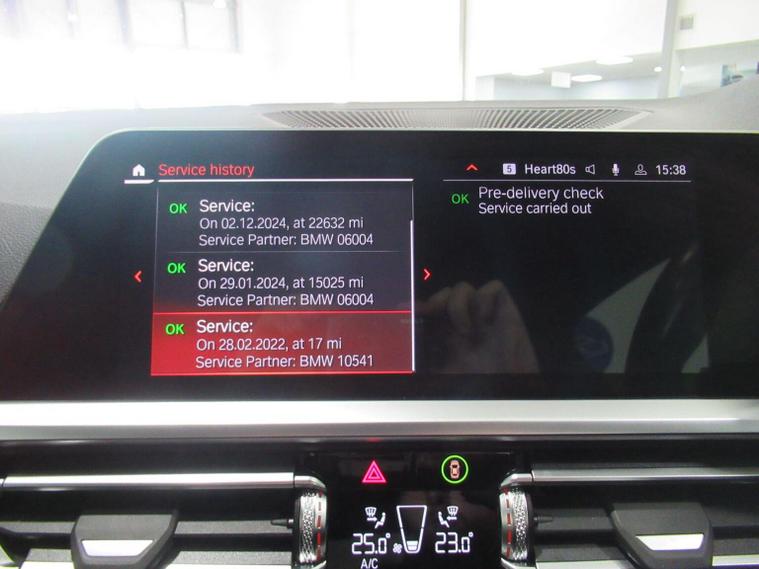 Service history
5 Heart80s 15:38
OK Service:
On 02.12.2024, at 22632 mi
Service Partner: BMW 06004
OK Service:
On 29.01.2024, at 15025 mi
Service Partner: BMW 06004
OK Service:
On 28.02.2022, at 17 mi
Service Partner: BMW 10541
OK Pre-delivery check
Service carried out
25.0° 23.0°
A/C